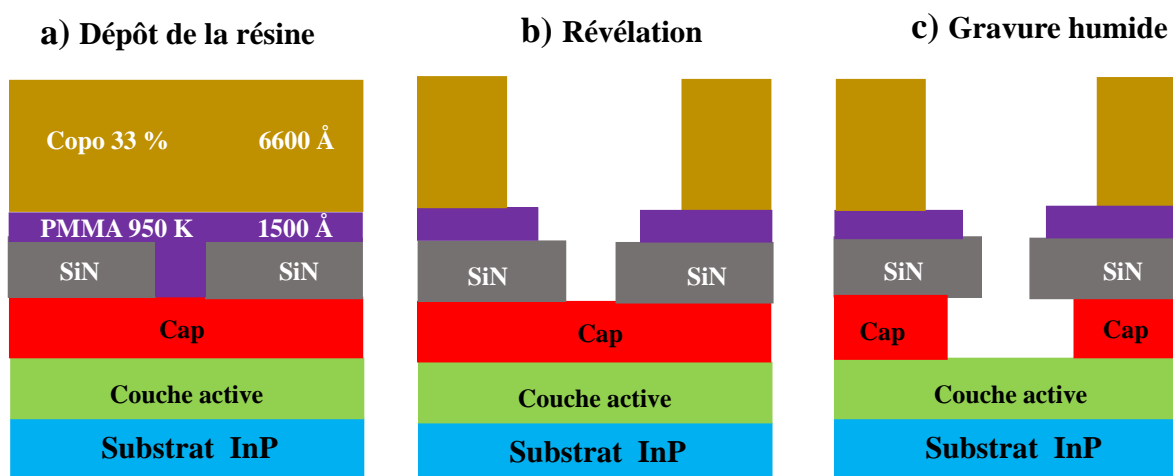 a) Dépôt de la résine
Copo 33 % 6600 Å
PMMA 950 K 1500 Å
SiN SiN
Cap
Couche active
Substrat InP
b) Révélation
SiN SiN
Cap
Couche active
Substrat InP
c) Gravure humide
SiN SiN
Cap Cap
Couche active
Substrat InP